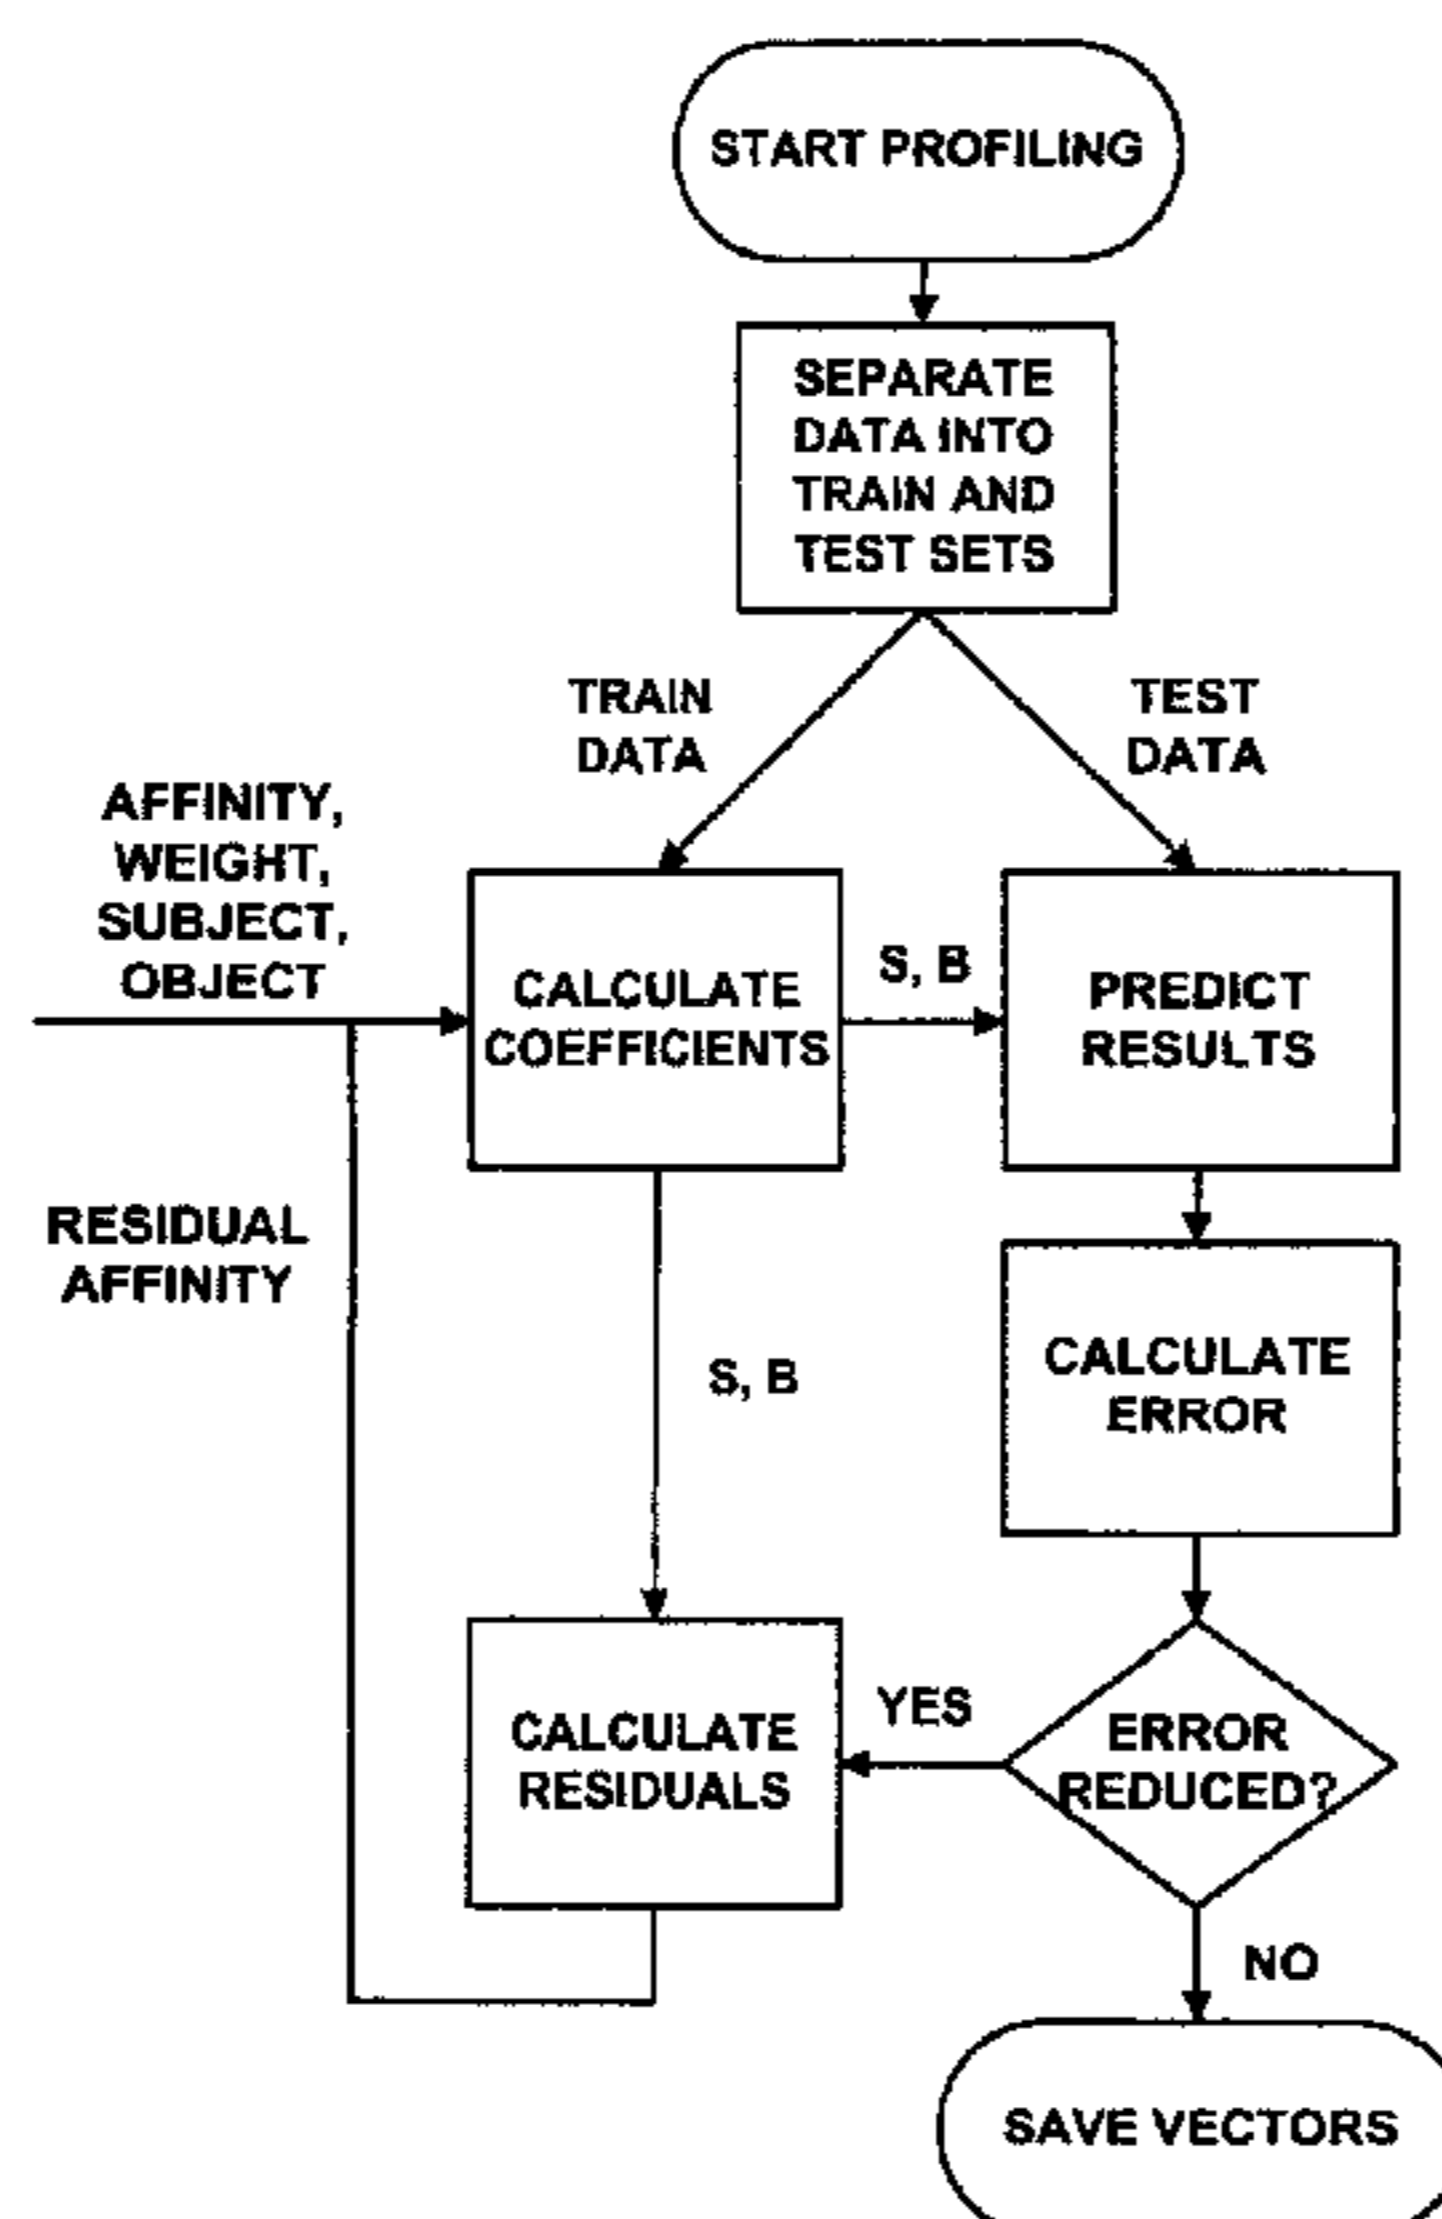 START PROFILING
SEPARATE
DATA INTO
TRAIN AND
TEST SETS
TRAIN
DATA
TEST
DATA
AFFINITY,
WEIGHT,
SUBJECT,
OBJECT
CALCULATE
COEFFICIENTS
S, B
PREDICT
RESULTS
RESIDUAL
AFFINITY
S, B
CALCULATE
ERROR
CALCULATE
RESIDUALS
YES
ERROR
REDUCED?
NO
SAVE VECTORS